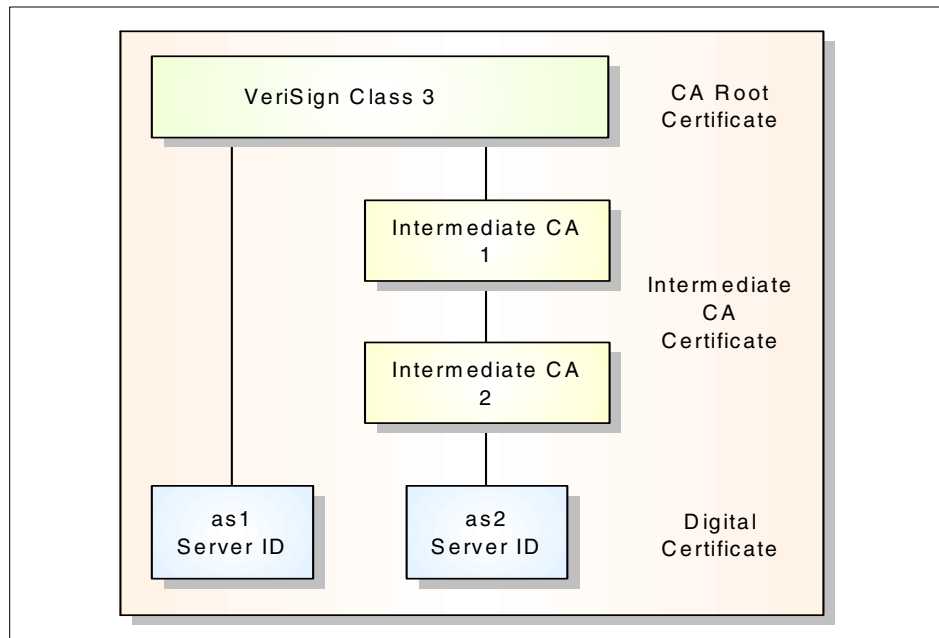 VeriSign Class 3
CA Root
Certificate
Intermediate CA
1
Intermediate
CA
Certificate
Intermediate CA
2
as1
Server ID
as2
Server ID
Digital
Certificate